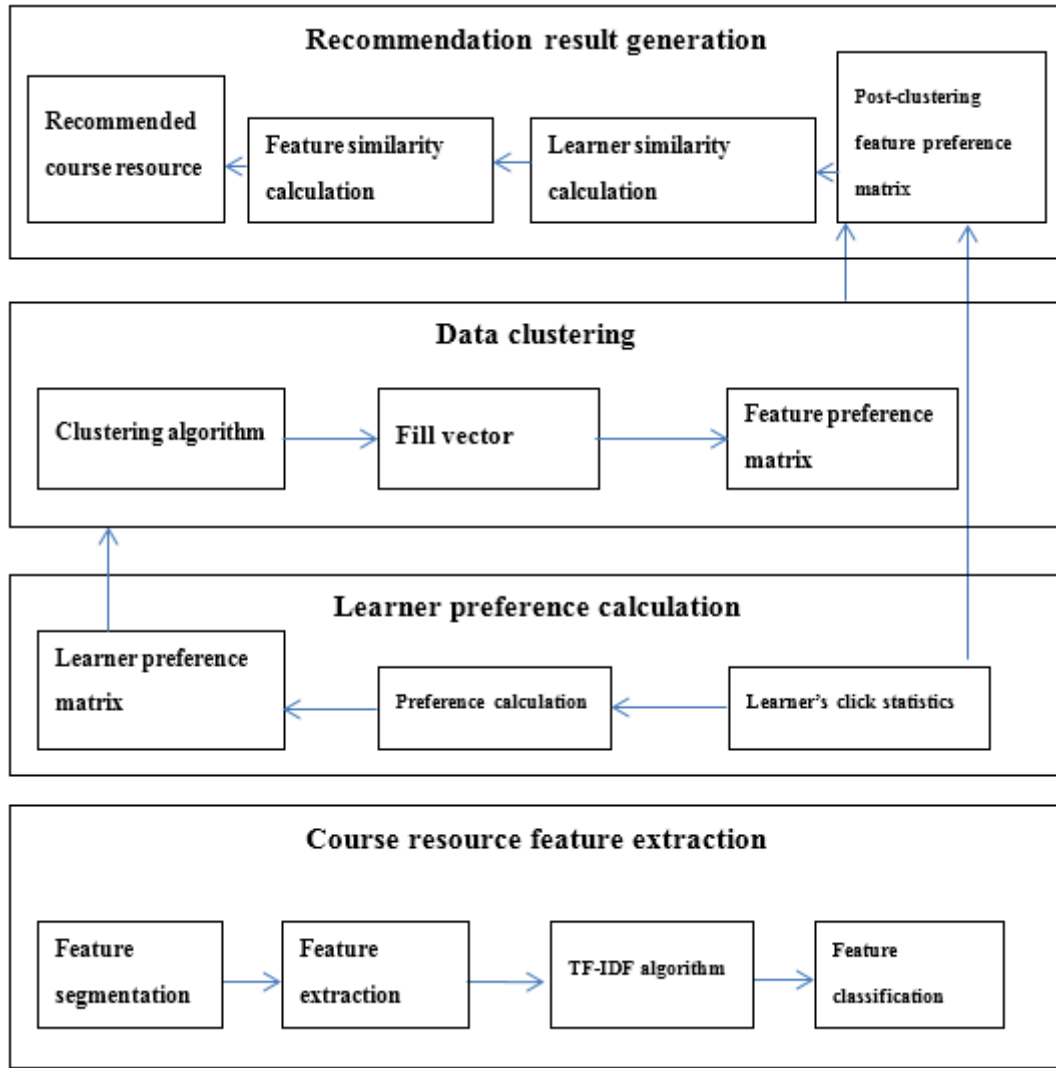 Recommendation result generation
Recommended
course resource
Feature similarity
calculation
Learner similarity
calculation
Post-clustering
feature preference
matrix
Data clustering
Clustering algorithm
Fill vector
Feature preference
matrix
Learner preference calculation
Learner preference
matrix
Preference calculation
Learner's click statistics
Course resource feature extraction
Feature
segmentation
Feature
extraction
TF-IDF algorithm
Feature
classification